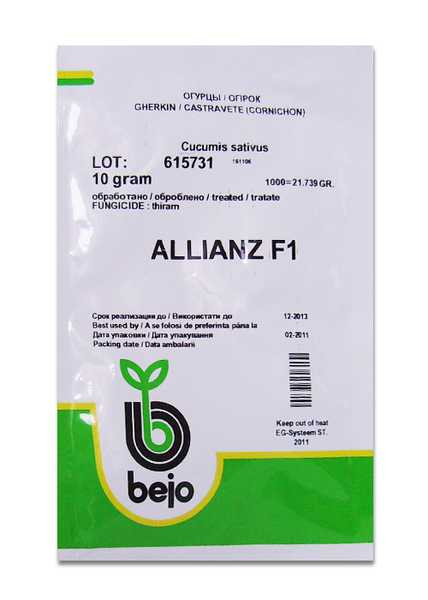 ОГУРЦЫ / ОГІРОК
GHERKIN / CASTRAVETE (CORNICHON)
Cucumis sativus
LOT: 615731 161106
10 gram 1000=21.739 GR.
обработано / оброблено / treated / tratate
FUNGICIDE : thiram
ALLIANZ F1
Срок реализации до / Використати до 12-2013
Best used by / A se folosi de preferinta pâna la
Дата упаковки / Дата упакування 02-2011
Packing date / Data ambalarii
Keep out of heat
EG-Systeem ST.
2011
bejo